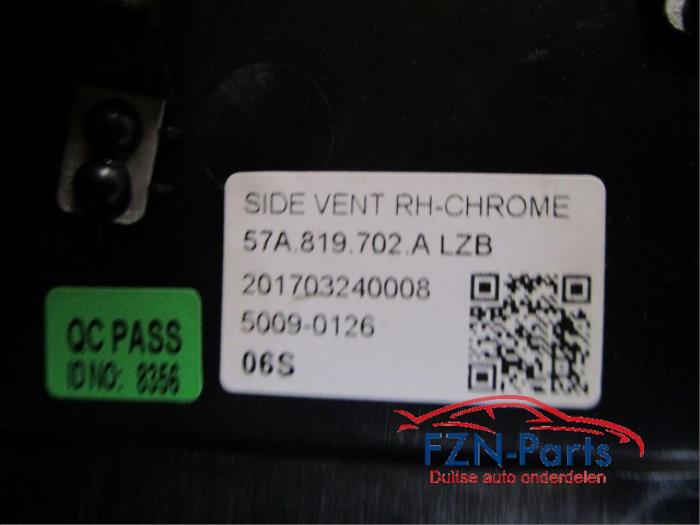 SIDE VENT RH-CHROME
57A.819.702.A LZB
201703240008
5009-0126
06S
QC PASS
ID NO: 8356
FZN-Parts
Duitse auto onderdelen